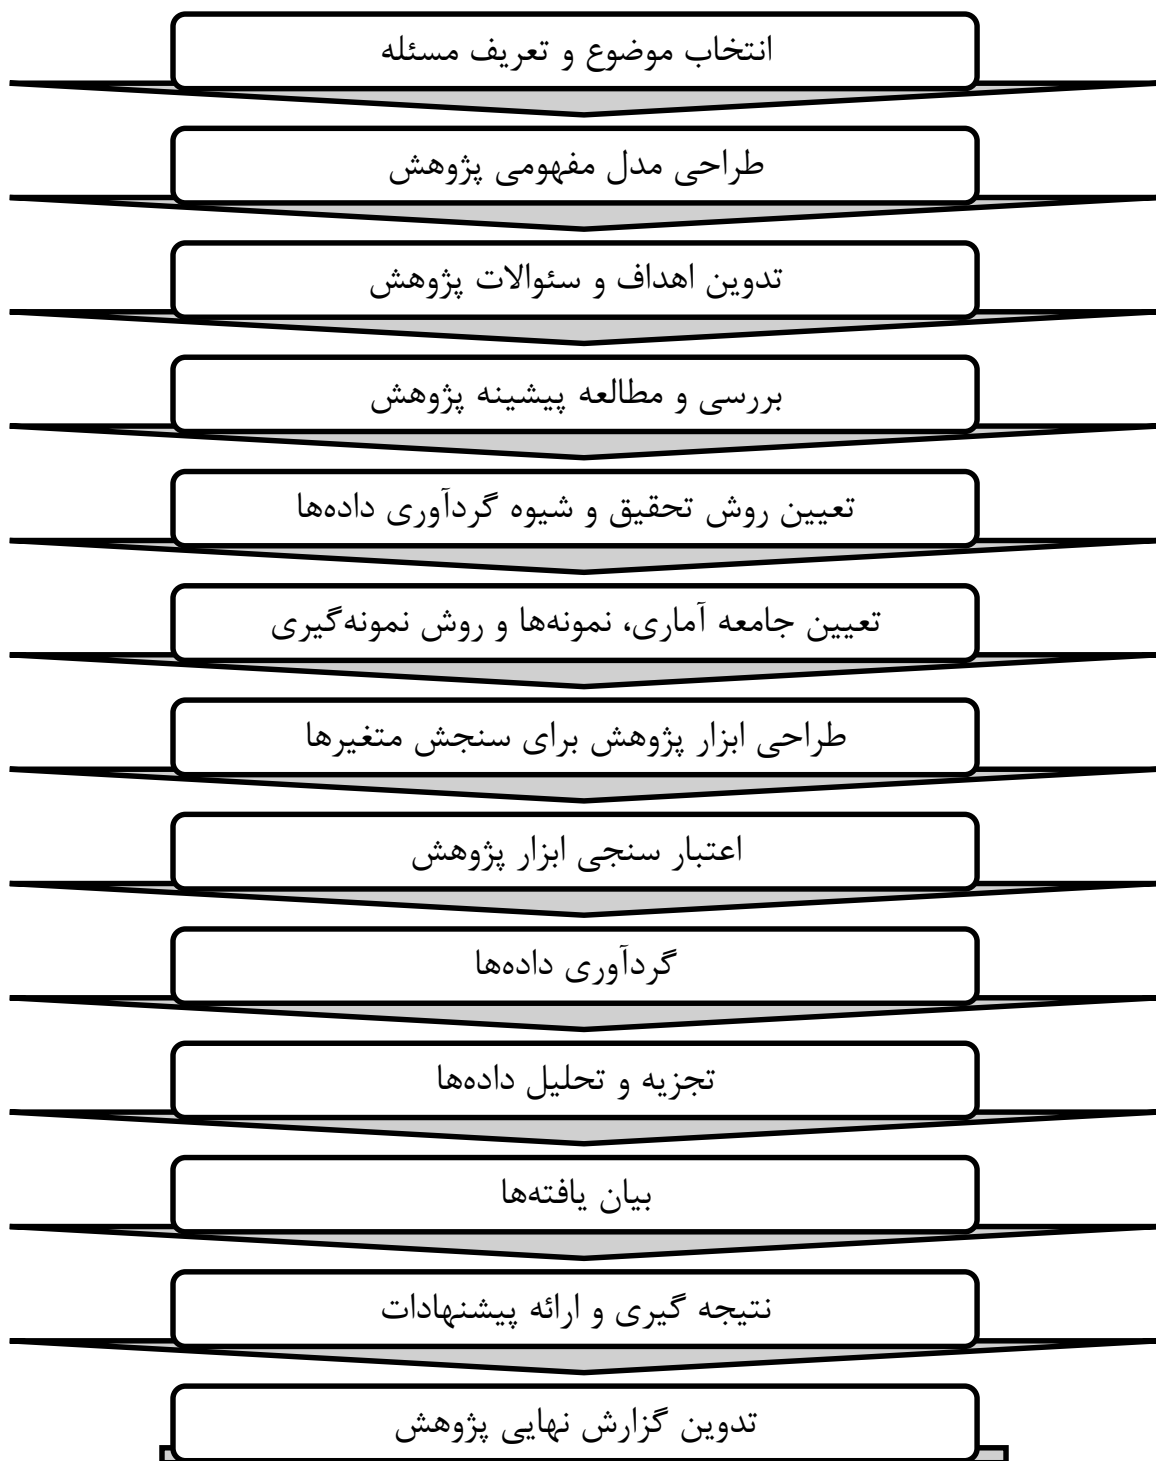 انتخاب موضوع و تعریف مسئله
طراحی مدل مفهومی پژوهش
تدوین اهداف و سئوالات پژوهش
بررسی و مطالعه پیشینه پژوهش
تعیین روش تحقیق و شیوه گردآوری داده‌ها
تعیین جامعه آماری، نمونه‌ها و روش نمونه‌گیری
طراحی ابزار پژوهش برای سنجش متغیرها
اعتبار سنجی ابزار پژوهش
گردآوری داده‌ها
تجزیه و تحلیل داده‌ها
بیان یافته‌ها
نتیجه گیری و ارائه پیشنهادات
تدوین گزارش نهایی پژوهش